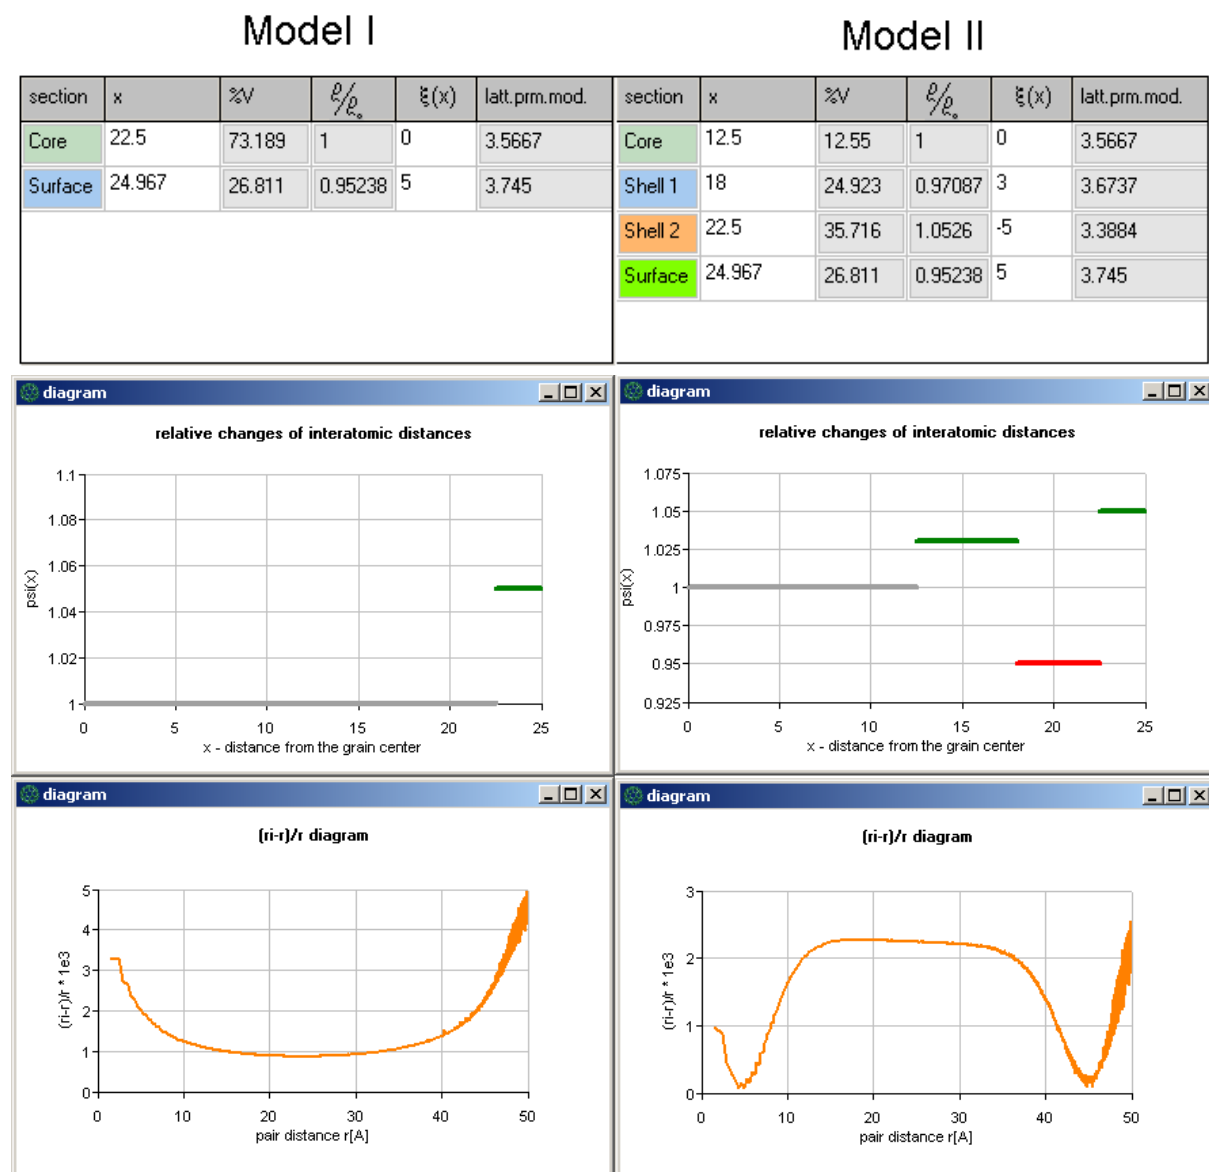 Model I
Model II
section x %V ℓ/ℓ₀ ξ(x) latt.prm.mod.
Core 22.5 73.189 1 0 3.5667
Surface 24.967 26.811 0.95238 5 3.745
section x %V ℓ/ℓ₀ ξ(x) latt.prm.mod.
Core 12.5 12.55 1 0 3.5667
Shell 1 18 24.923 0.97087 3 3.6737
Shell 2 22.5 35.716 1.0526 -5 3.3884
Surface 24.967 26.811 0.95238 5 3.745
diagram
relative changes of interatomic distances
psi(x)
1.1
1.08
1.06
1.04
1.02
1
0 5 10 15 20 25
x - distance from the grain center
diagram
relative changes of interatomic distances
psi(x)
1.075
1.05
1.025
1
0.975
0.95
0.925
0 5 10 15 20 25
x - distance from the grain center
diagram
(ri-r)/r diagram
(ri-r)/r * 1e3
5
4
3
2
1
0
0 10 20 30 40 50
pair distance r[A]
diagram
(ri-r)/r diagram
(ri-r)/r * 1e3
3
2
1
0
0 10 20 30 40 50
pair distance r[A]